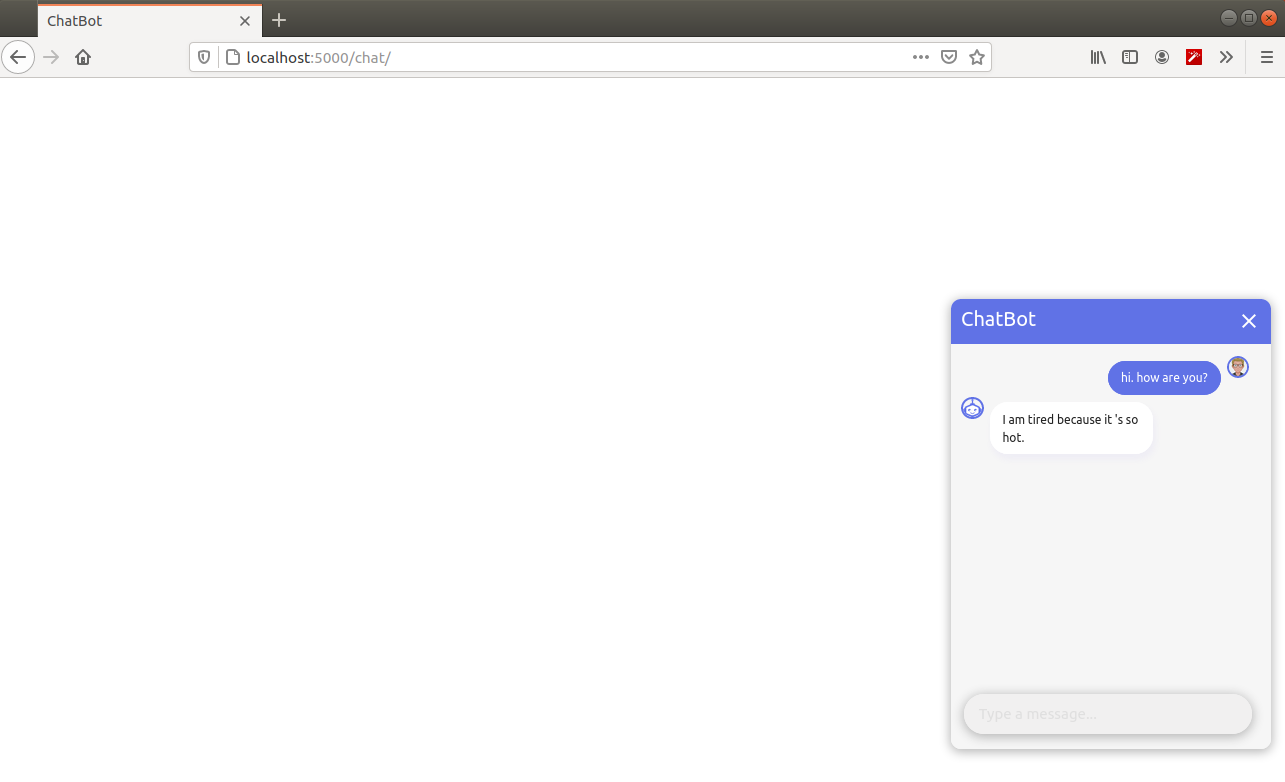 ChatBot
localhost:5000/chat/
ChatBot
hi. how are you?
I am tired because it 's so
hot.
Type a message...